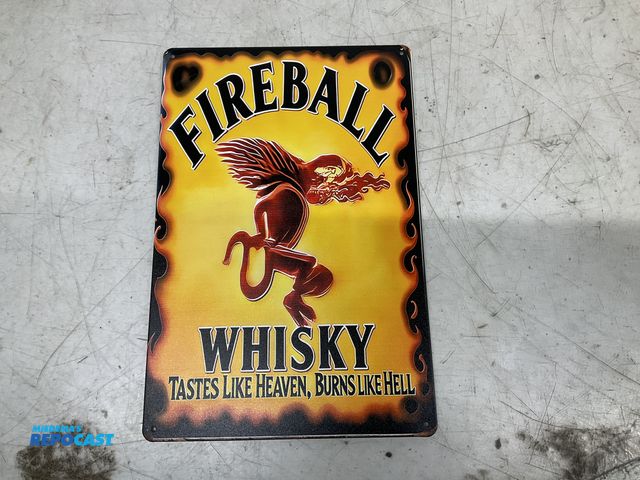 FIREBALL
WHISKY
TASTES LIKE HEAVEN, BURNS LIKE HELL
REPOCAST